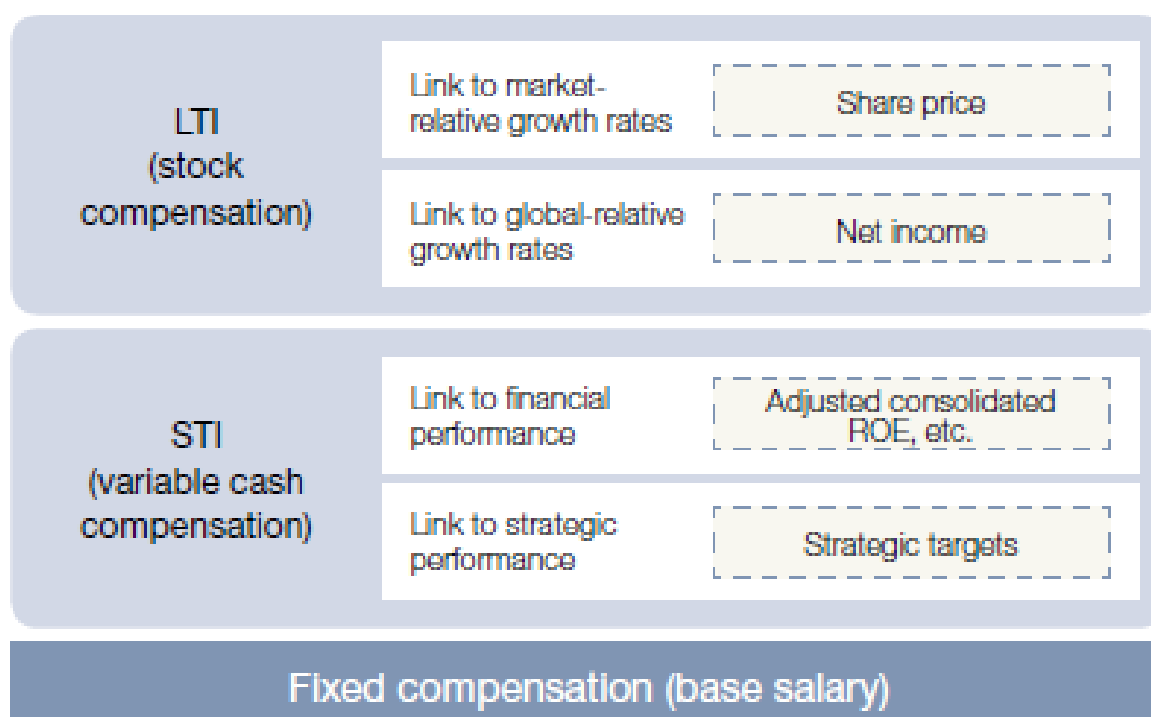 LTI
(stock
compensation)
Link to market-
relative growth rates
Share price
Link to global-relative
growth rates
Net income
STI
(variable cash
compensation)
Link to financial
performance
Adjusted consolidated
ROE, etc.
Link to strategic
performance
Strategic targets
Fixed compensation (base salary)